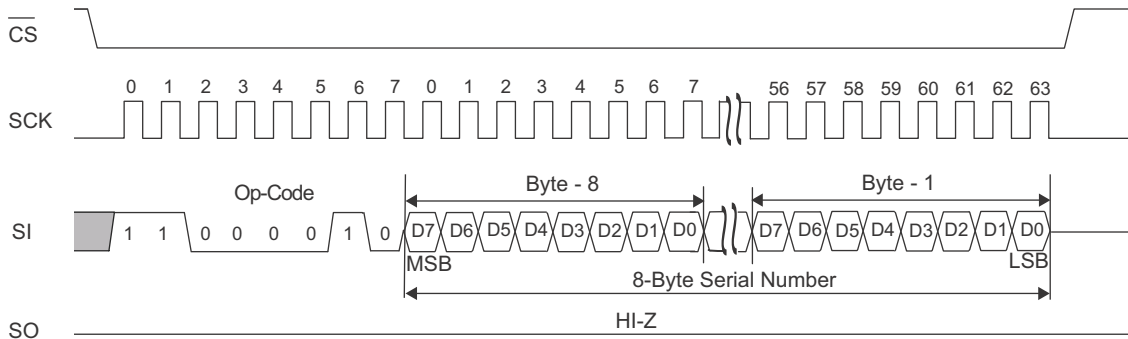 CS
SCK
0 1 2 3 4 5 6 7 0 1 2 3 4 5 6 7 56 57 58 59 60 61 62 63
Op-Code
Byte - 8
Byte - 1
SI
1 1 0 0 0 0 1 0 D7 D6 D5 D4 D3 D2 D1 D0 D7 D6 D5 D4 D3 D2 D1 D0
MSB
LSB
8-Byte Serial Number
SO
HI-Z